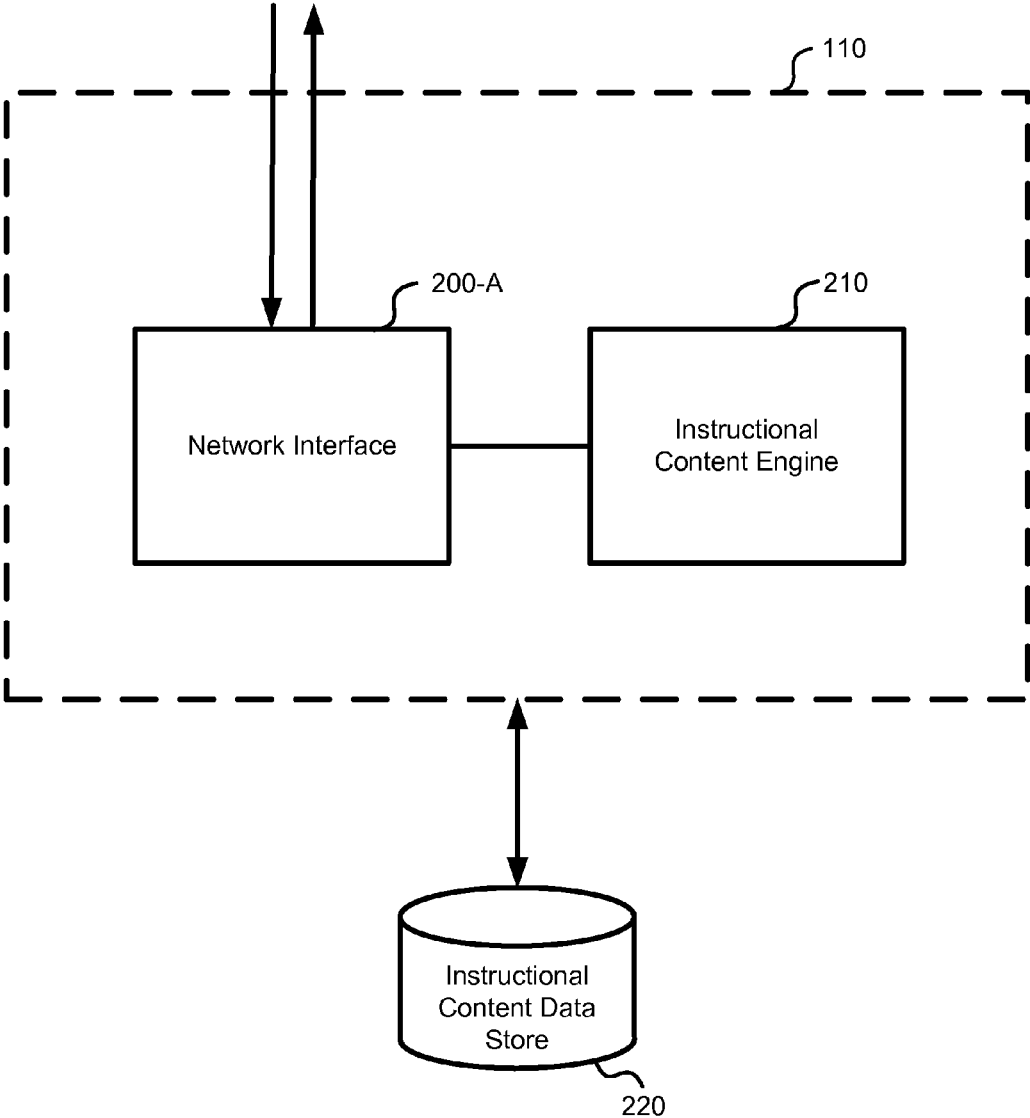 110
200-A
210
Network Interface
Instructional
Content Engine
Instructional
Content Data
Store
220